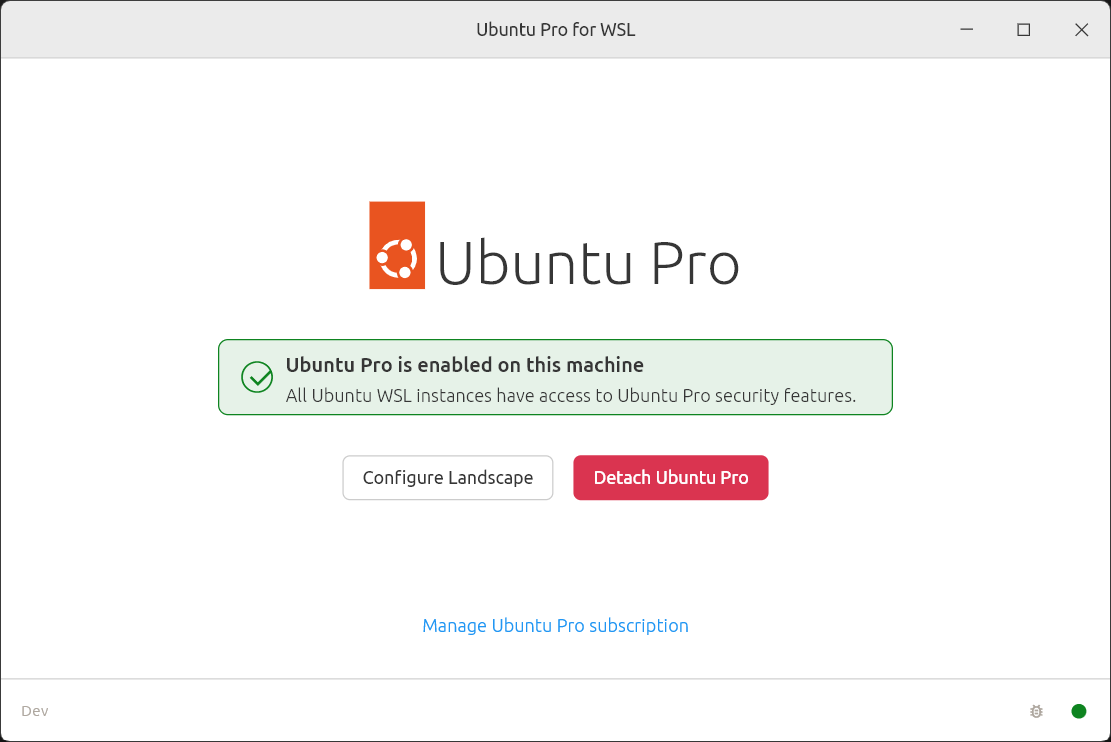 Ubuntu Pro for WSL
Ubuntu Pro
Ubuntu Pro is enabled on this machine
All Ubuntu WSL instances have access to Ubuntu Pro security features.
Configure Landscape
Detach Ubuntu Pro
Manage Ubuntu Pro subscription
Dev